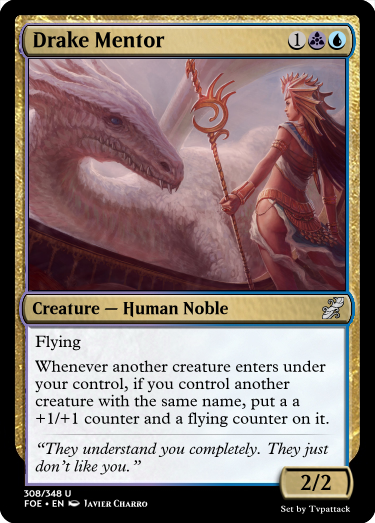 Drake Mentor 1
Creature — Human Noble
Flying
Whenever another creature enters under
your control, if you control another
creature with the same name, put a a
+1/+1 counter and a flying counter on it.
“They understand you completely. They just
don’t like you.”
2/2
308/348 U
FOE • EN Javier Charro
Set by Tvpattack